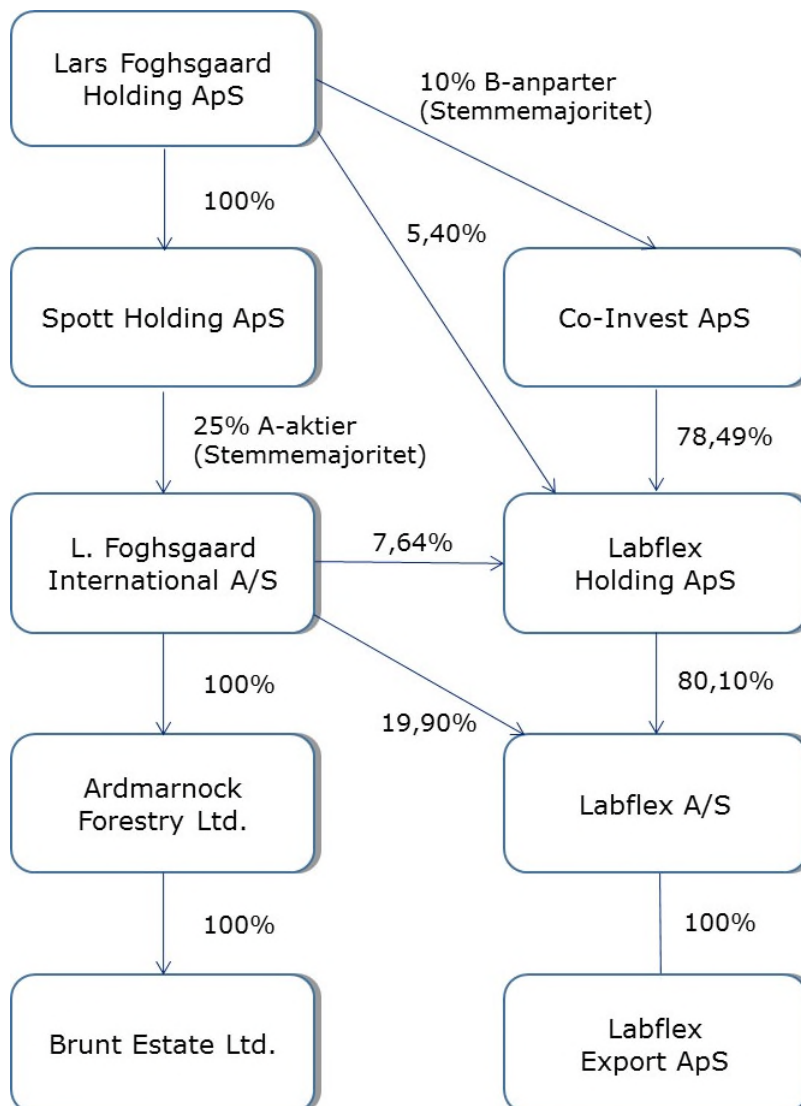 Lars Foghsgaard
Holding ApS
10% B-anparter
(Stemmemajoritet)
100%
5,40%
Spott Holding ApS
Co-Invest ApS
25% A-aktier
(Stemmemajoritet)
78,49%
L. Foghsgaard
International A/S
7,64%
Labflex
Holding ApS
100%
19,90%
80,10%
Ardmarnock
Forestry Ltd.
Labflex A/S
100%
100%
Brunt Estate Ltd.
Labflex
Export ApS